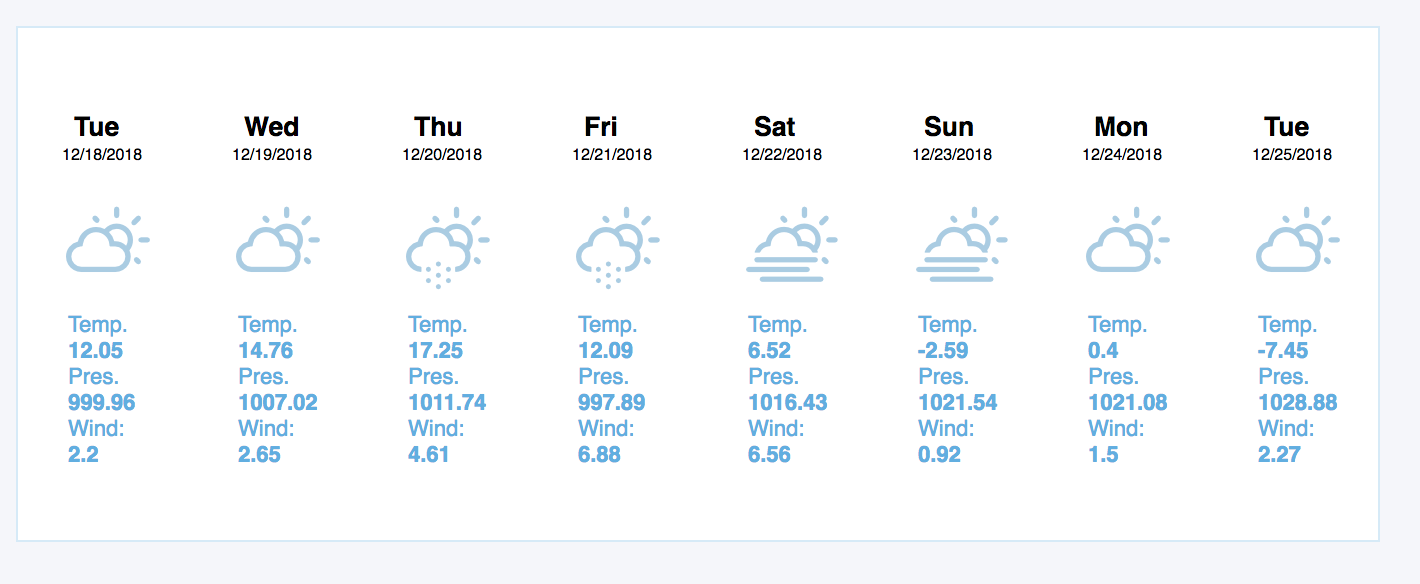 Tue
12/18/2018
Temp.
12.05
Pres.
999.96
Wind:
2.2
Wed
12/19/2018
Temp.
14.76
Pres.
1007.02
Wind:
2.65
Thu
12/20/2018
Temp.
17.25
Pres.
1011.74
Wind:
4.61
Fri
12/21/2018
Temp.
12.09
Pres.
997.89
Wind:
6.88
Sat
12/22/2018
Temp.
6.52
Pres.
1016.43
Wind:
6.56
Sun
12/23/2018
Temp.
-2.59
Pres.
1021.54
Wind:
0.92
Mon
12/24/2018
Temp.
0.4
Pres.
1021.08
Wind:
1.5
Tue
12/25/2018
Temp.
-7.45
Pres.
1028.88
Wind:
2.27